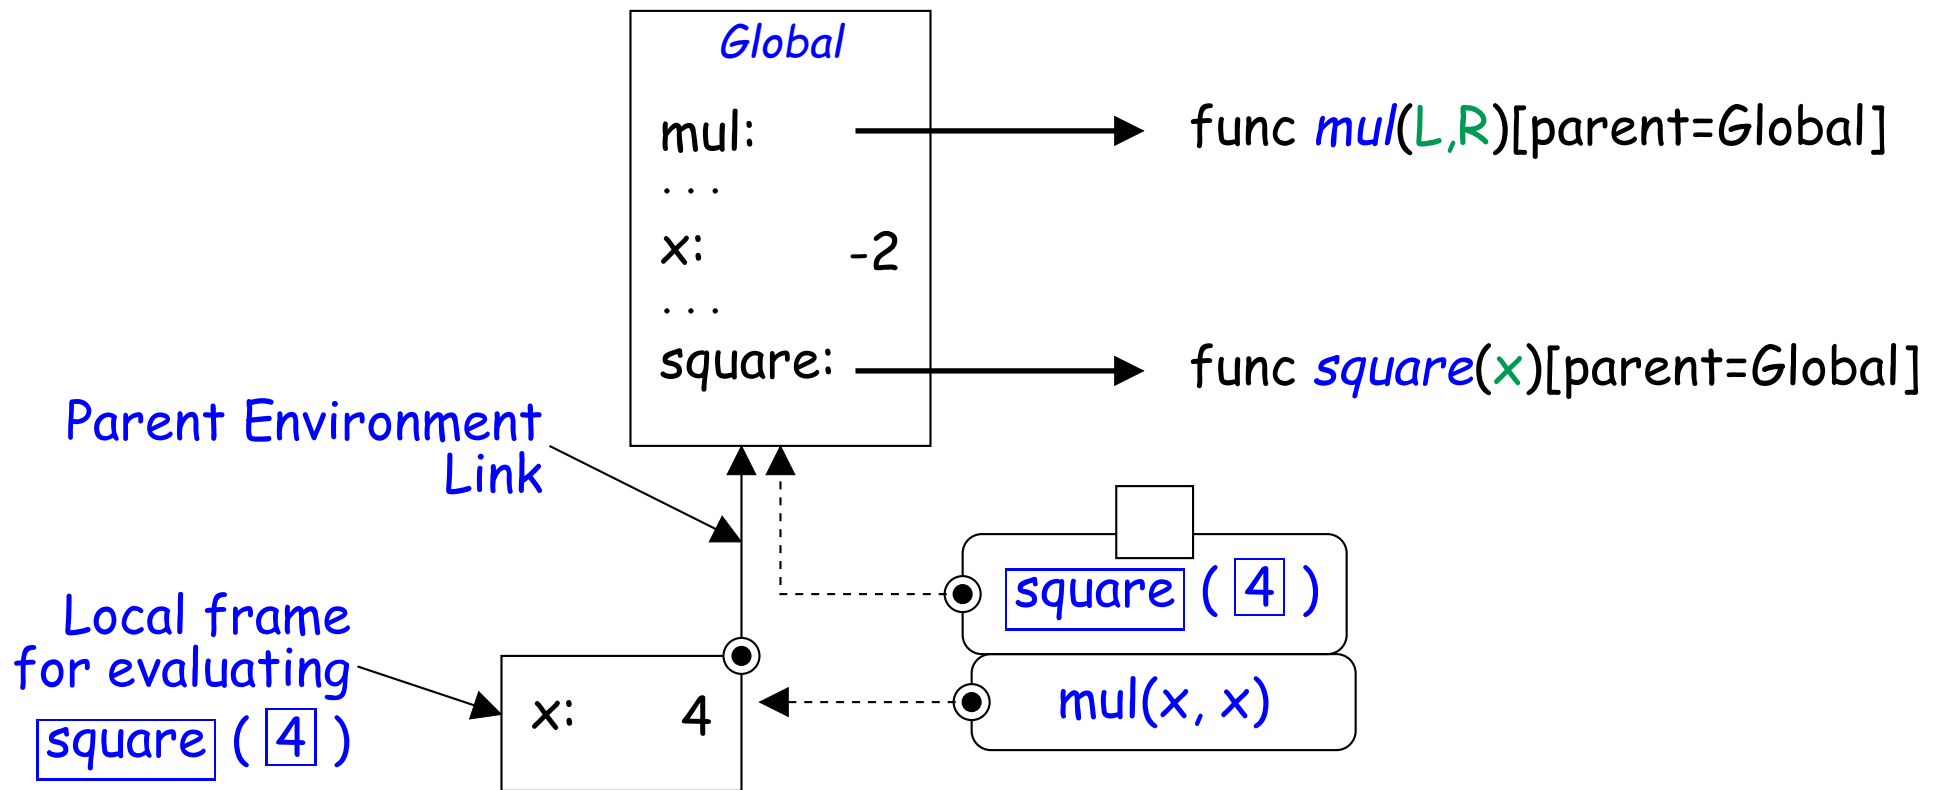 Global
mul:
func mul(L,R)[parent=Global]
...
x: -2
...
square:
func square(x)[parent=Global]
Parent Environment
Link
square ( 4 )
Local frame
for evaluating
square ( 4 )
x: 4
mul(x, x)